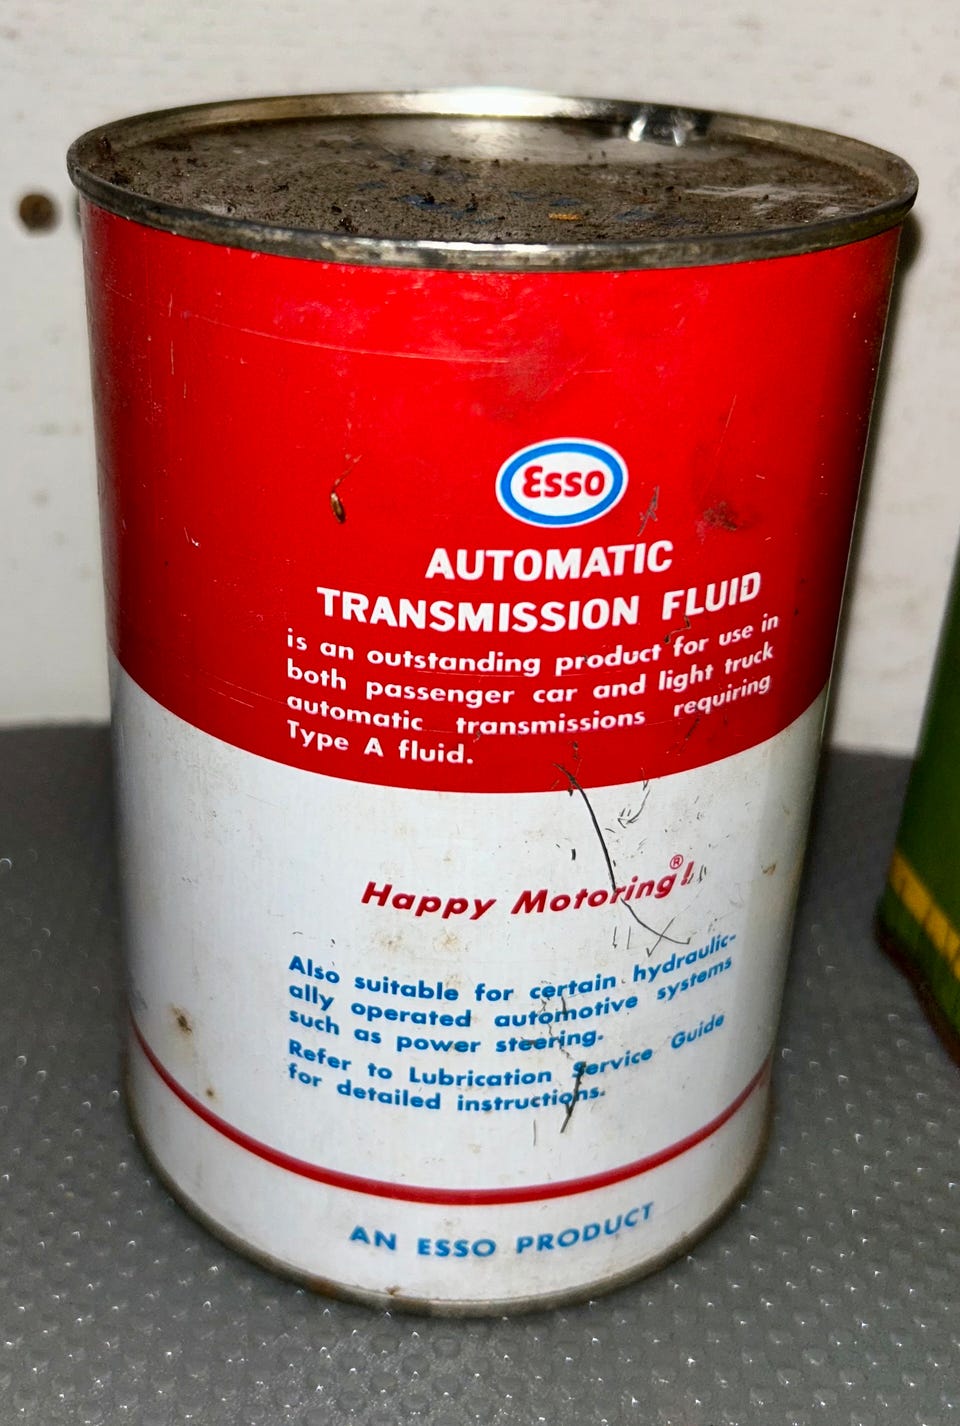 Esso
AUTOMATIC
TRANSMISSION FLUID
is an outstanding product for use in
both passenger car and light truck
automatic transmissions requiring
Type A fluid.
Happy Motoring®!
Also suitable for certain hydraulic-
ally operated automotive systems
such as power steering.
Refer to Lubrication Service Guide
for detailed instructions.
AN ESSO PRODUCT